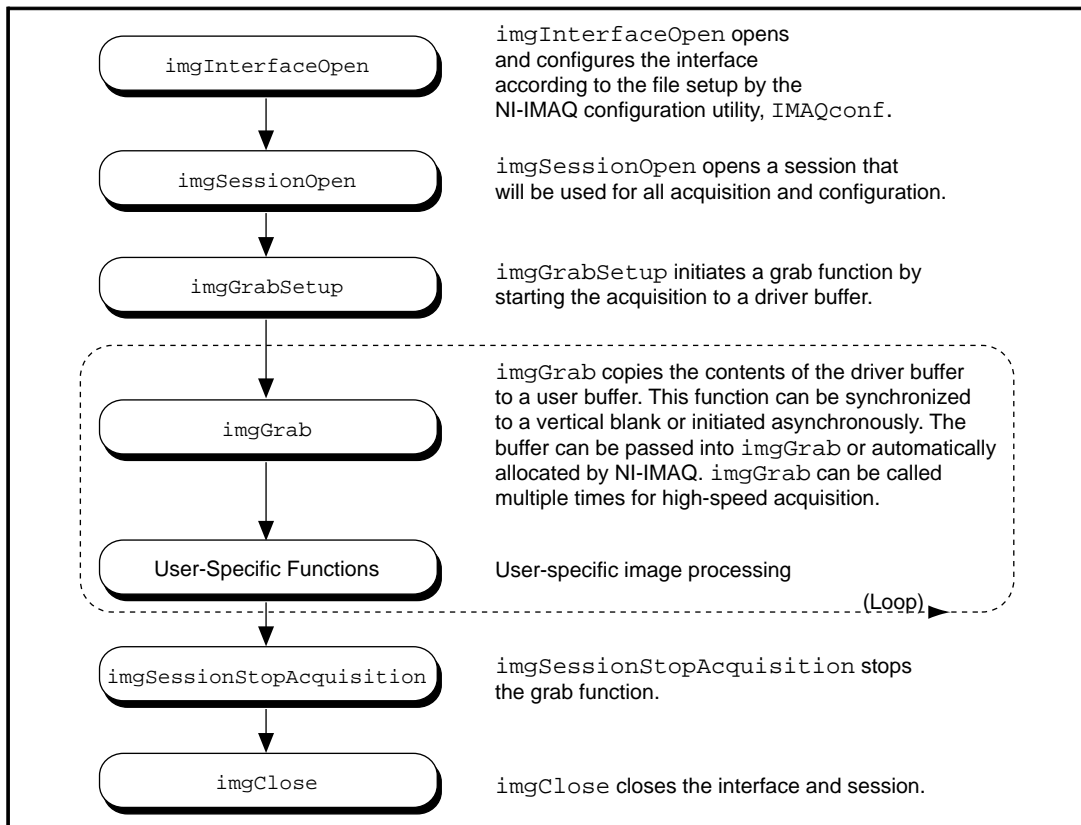 imgInterfaceOpen
imgInterfaceOpen opens
and configures the interface
according to the file setup by the
NI-IMAQ configuration utility, IMAQconf.
imgSessionOpen
imgSessionOpen opens a session that
will be used for all acquisition and configuration.
imgGrabSetup
imgGrabSetup initiates a grab function by
starting the acquisition to a driver buffer.
imgGrab
imgGrab copies the contents of the driver buffer
to a user buffer. This function can be synchronized
to a vertical blank or initiated asynchronously. The
buffer can be passed into imgGrab or automatically
allocated by NI-IMAQ. imgGrab can be called
multiple times for high-speed acquisition.
User-Specific Functions
User-specific image processing
(Loop)
imgSessionStopAcquisition
imgSessionStopAcquisition stops
the grab function.
imgClose
imgClose closes the interface and session.